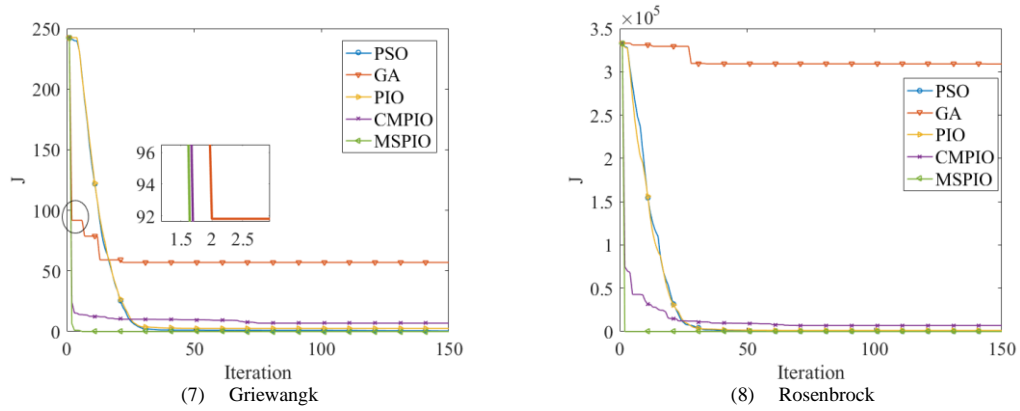 250
200
150
100
50
0
J
PSO
GA
PIO
CMPIO
MSPIO
96
94
92
1.5 2 2.5
0 50 100 150
Iteration
(7) Griewangk
×10⁵
3.5
3
2.5
2
1.5
1
0.5
0
J
PSO
GA
PIO
CMPIO
MSPIO
0 50 100 150
Iteration
(8) Rosenbrock